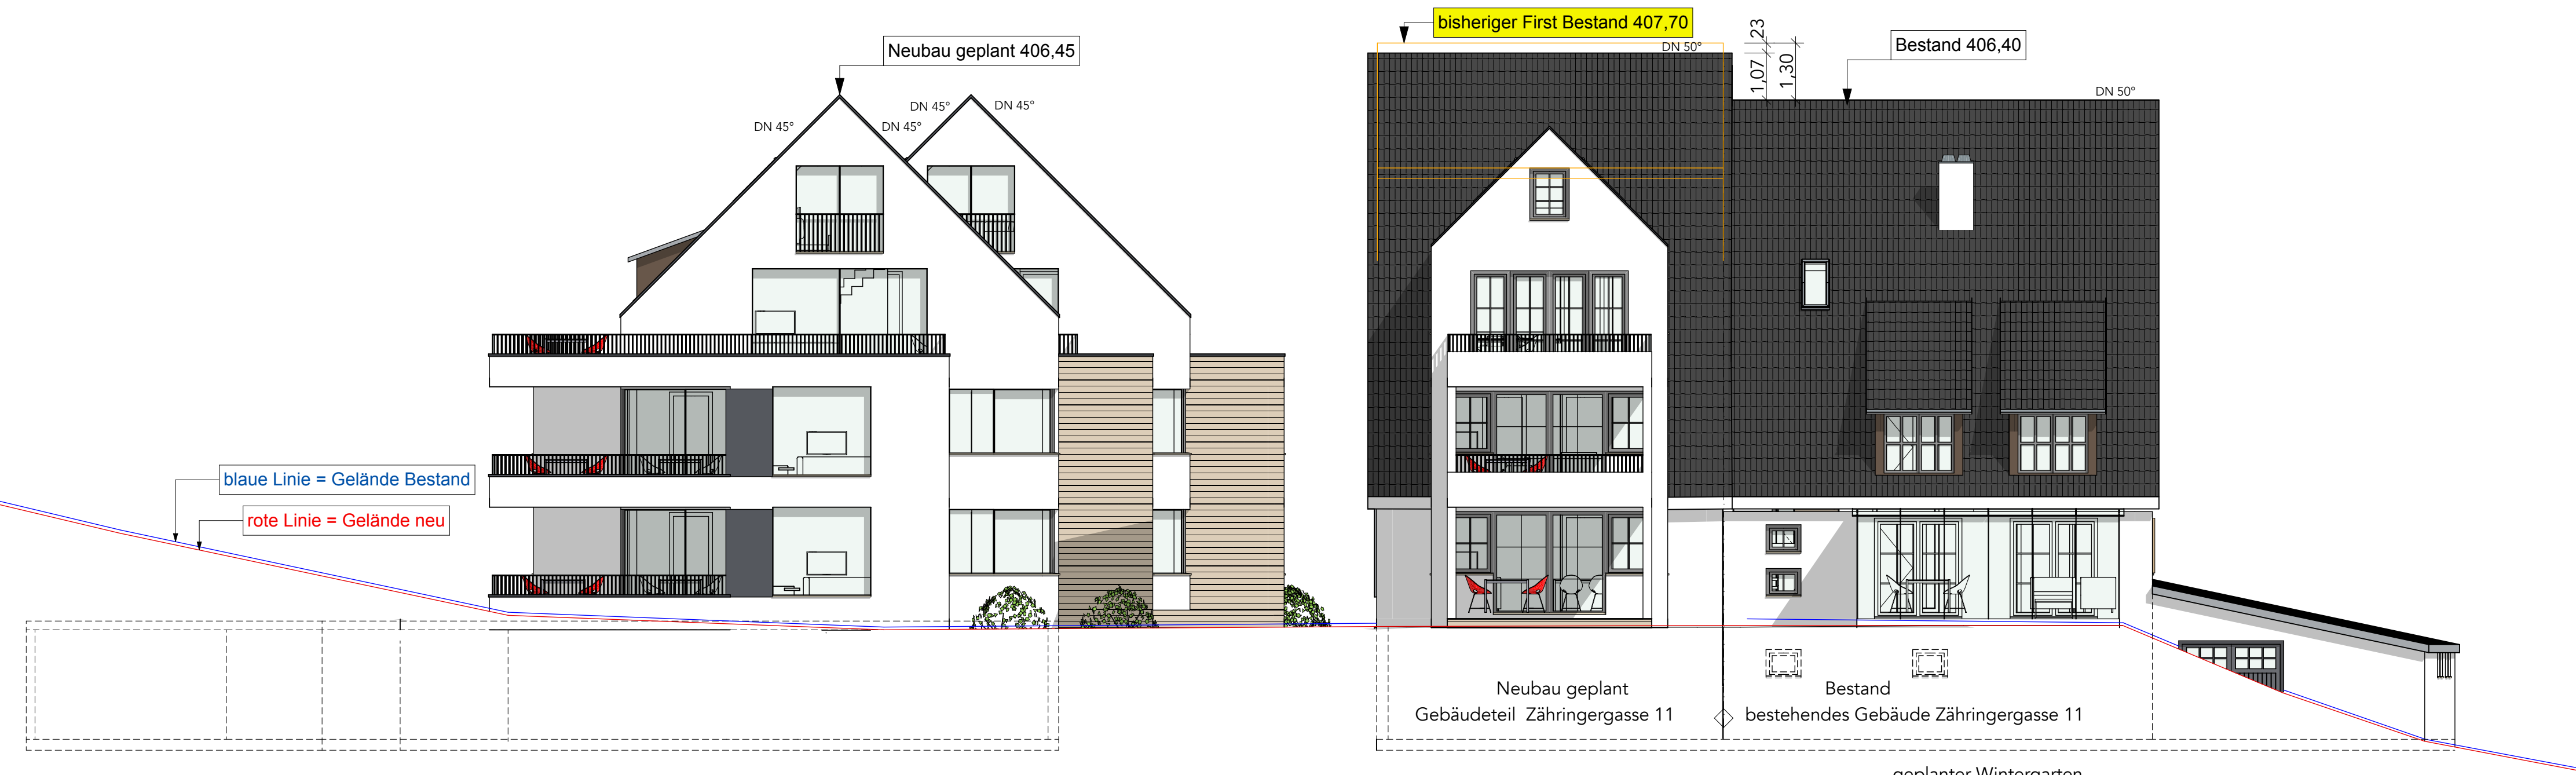 bisheriger First Bestand 407,70
Neubau geplant 406,45
DN 50°
23
1,07
1,30
Bestand 406,40
DN 50°
DN 45°
DN 45°
DN 45°
DN 45°
blaue Linie = Gelände Bestand
rote Linie = Gelände neu
Neubau geplant
Gebäudeteil Zähringergasse 11
Bestand
bestehendes Gebäude Zähringergasse 11
geplanter Wintergarten